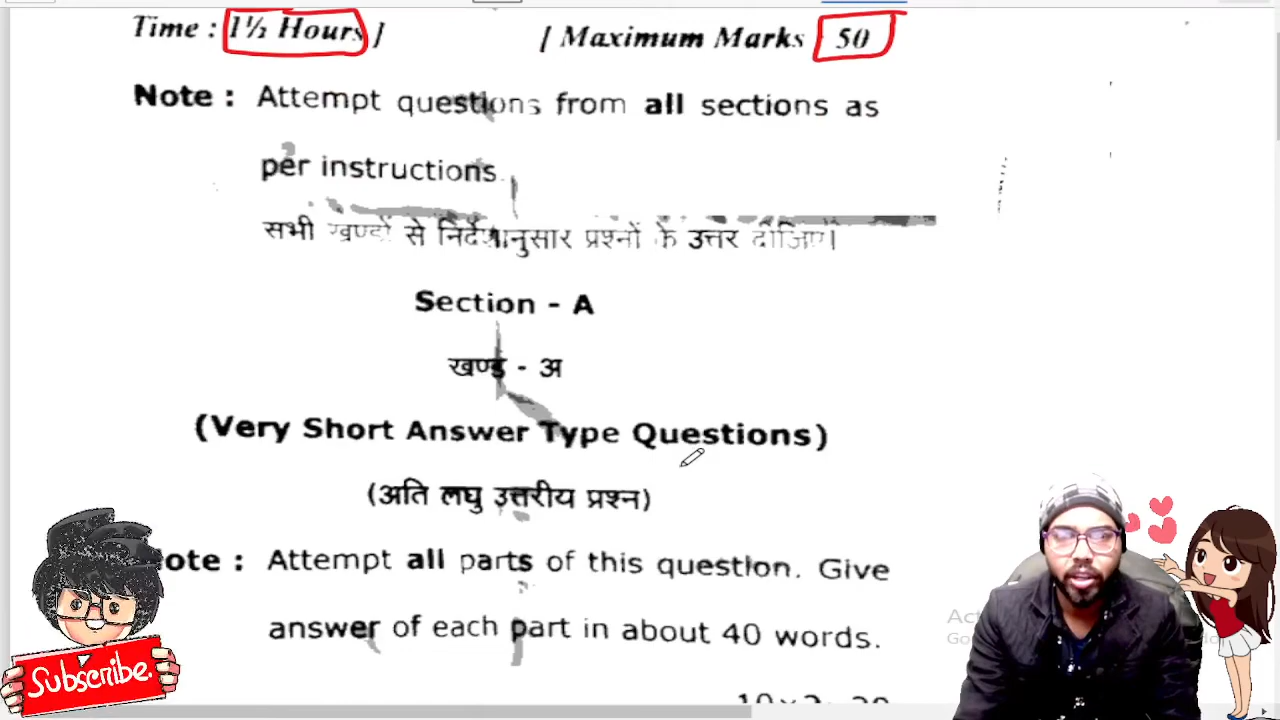 Time : 1½ Hours ]
[ Maximum Marks 50
Note : Attempt questions from all sections as
per instructions.
सभी खण्डों से निर्देशानुसार प्रश्नों के उत्तर दीजिए।
Section - A
खण्ड - अ
(Very Short Answer Type Questions)
(अति लघु उत्तरीय प्रश्न)
ote : Attempt all parts of this question. Give
answer of each part in about 40 words.
Subscribe